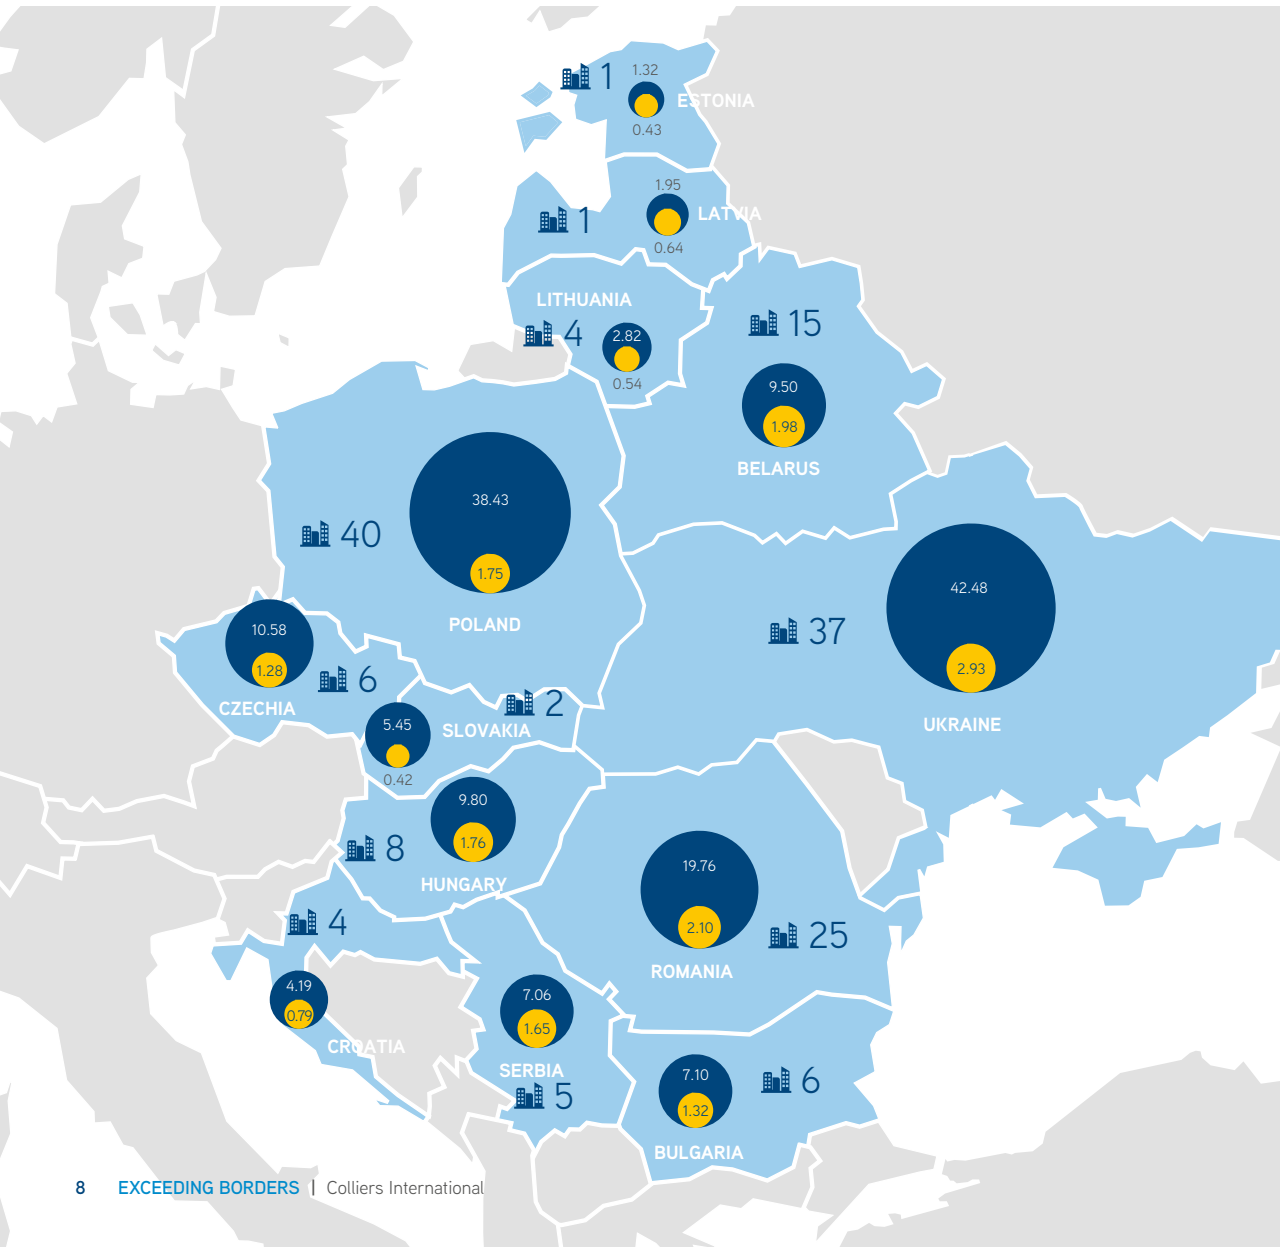 1
1.32
ESTONIA
0.43
1.95
1
LATVIA
0.64
LITHUANIA
4
2.82
0.54
15
9.50
1.98
BELARUS
38.43
40
1.75
POLAND
42.48
37
2.93
UKRAINE
10.58
1.28
6
CZECHIA
2
5.45
SLOVAKIA
0.42
9.80
8
1.76
HUNGARY
19.76
2.10
25
ROMANIA
4
4.19
0.79
CROATIA
7.06
1.65
SERBIA
5
7.10
6
1.32
BULGARIA
8 EXCEEDING BORDERS | Colliers International